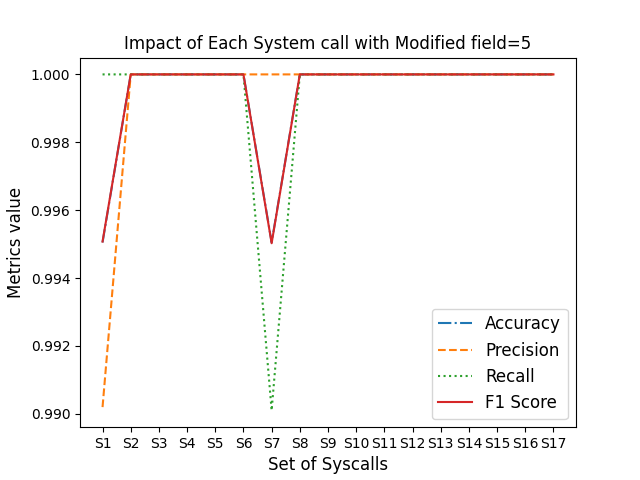 Impact of Each System call with Modified field=5
Metrics value
1.000
0.998
0.996
0.994
0.992
0.990
Accuracy
Precision
Recall
F1 Score
S1 S2 S3 S4 S5 S6 S7 S8 S9 S10 S11 S12 S13 S14 S15 S16 S17
Set of Syscalls